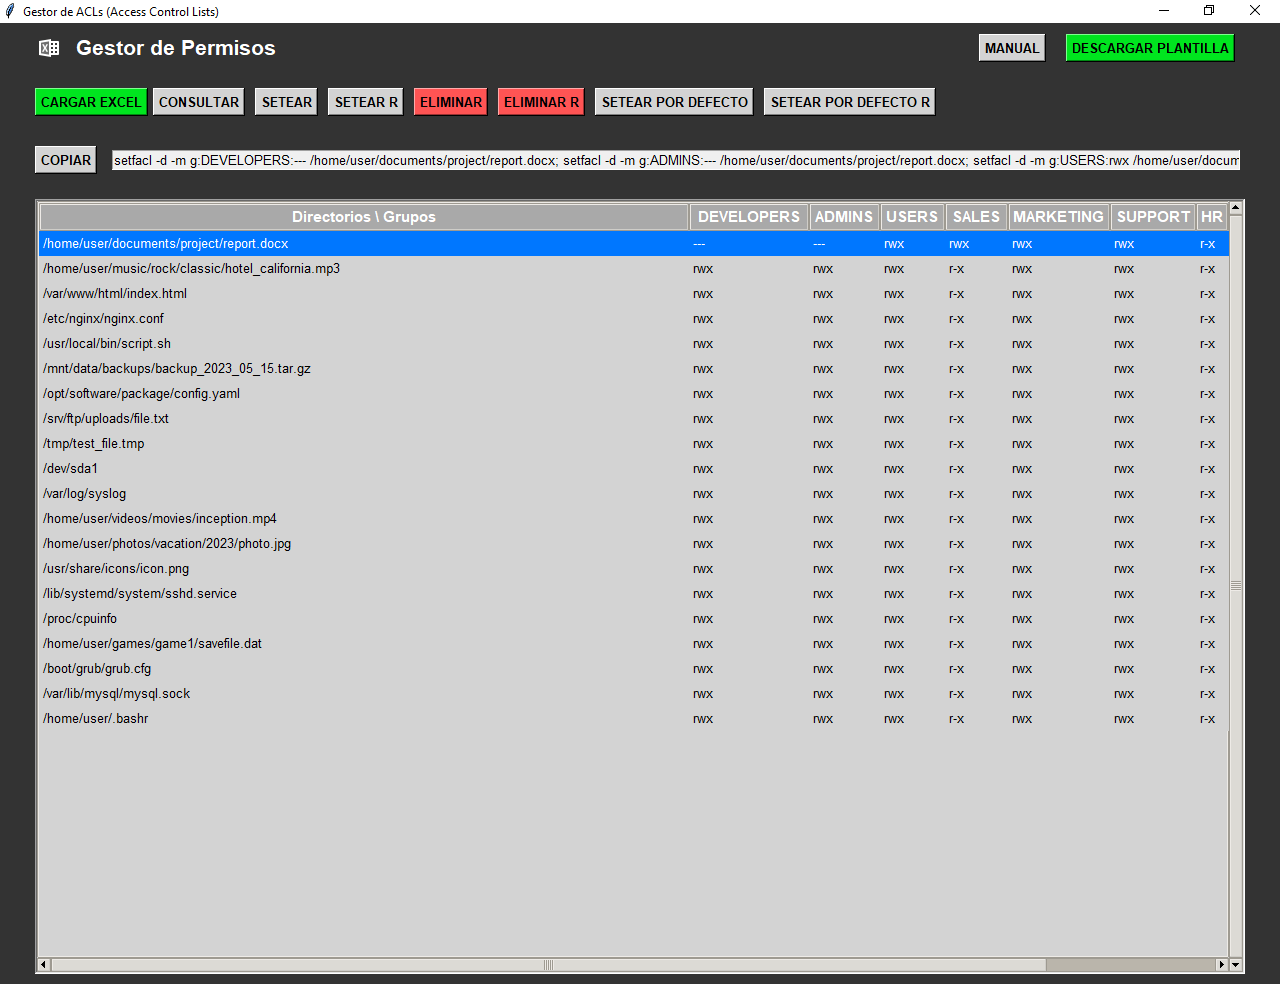 Gestor de ACLs (Access Control Lists)
Gestor de Permisos MANUAL DESCARGAR PLANTILLA
CARGAR EXCEL CONSULTAR SETEAR SETEAR R ELIMINAR ELIMINAR R SETEAR POR DEFECTO SETEAR POR DEFECTO R
COPIAR setfacl -d -m g:DEVELOPERS:--- /home/user/documents/project/report.docx; setfacl -d -m g:ADMINS:--- /home/user/documents/project/report.docx; setfacl -d -m g:USERS:rwx /home/user/docum
Directorios \ Grupos DEVELOPERS ADMINS USERS SALES MARKETING SUPPORT HR
/home/user/documents/project/report.docx --- --- rwx rwx rwx rwx r-x
/home/user/music/rock/classic/hotel_california.mp3 rwx rwx rwx r-x rwx rwx r-x
/var/www/html/index.html rwx rwx rwx r-x rwx rwx r-x
/etc/nginx/nginx.conf rwx rwx rwx r-x rwx rwx r-x
/usr/local/bin/script.sh rwx rwx rwx r-x rwx rwx r-x
/mnt/data/backups/backup_2023_05_15.tar.gz rwx rwx rwx r-x rwx rwx r-x
/opt/software/package/config.yaml rwx rwx rwx r-x rwx rwx r-x
/srv/ftp/uploads/file.txt rwx rwx rwx r-x rwx rwx r-x
/tmp/test_file.tmp rwx rwx rwx r-x rwx rwx r-x
/dev/sda1 rwx rwx rwx r-x rwx rwx r-x
/var/log/syslog rwx rwx rwx r-x rwx rwx r-x
/home/user/videos/movies/inception.mp4 rwx rwx rwx r-x rwx rwx r-x
/home/user/photos/vacation/2023/photo.jpg rwx rwx rwx r-x rwx rwx r-x
/usr/share/icons/icon.png rwx rwx rwx r-x rwx rwx r-x
/lib/systemd/system/sshd.service rwx rwx rwx r-x rwx rwx r-x
/proc/cpuinfo rwx rwx rwx r-x rwx rwx r-x
/home/user/games/game1/savefile.dat rwx rwx rwx r-x rwx rwx r-x
/boot/grub/grub.cfg rwx rwx rwx r-x rwx rwx r-x
/var/lib/mysql/mysql.sock rwx rwx rwx r-x rwx rwx r-x
/home/user/.bashr rwx rwx rwx r-x rwx rwx r-x